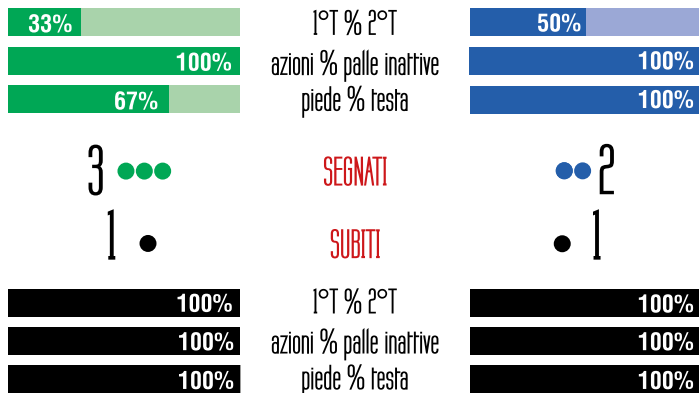 33% 1°T % 2°T 50%
100% azioni % palle inattive 100%
67% piede % testa 100%
3 SEGNATI 2
1 SUBITI 1
100% 1°T % 2°T 100%
100% azioni % palle inattive 100%
100% piede % testa 100%